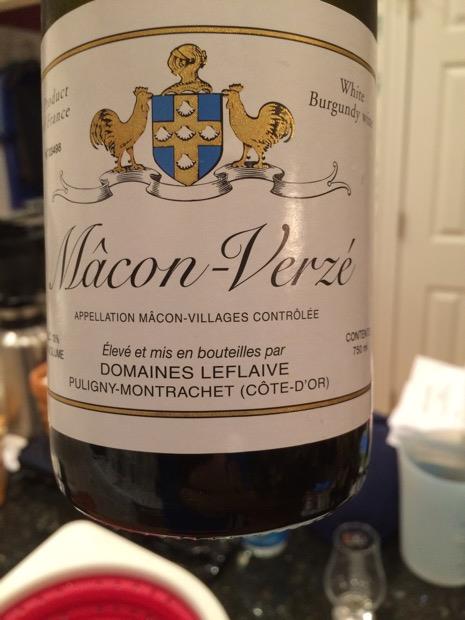 Product
France
White
Burgundy wine
Mâcon-Verzé
APPELLATION MÂCON-VILLAGES CONTRÔLÉE
Élevé et mis en bouteilles par
DOMAINES LEFLAIVE
PULIGNY-MONTRACHET (CÔTE-D'OR)
750 ml